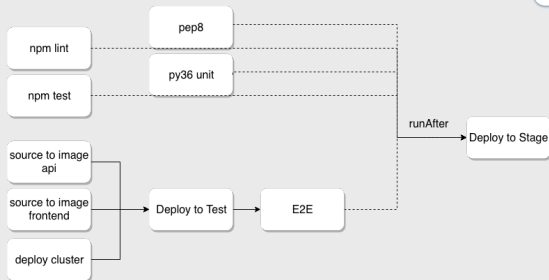 pep8
npm lint
py36 unit
npm test
runAfter
Deploy to Stage
source to image
api
source to image
frontend
Deploy to Test
E2E
deploy cluster